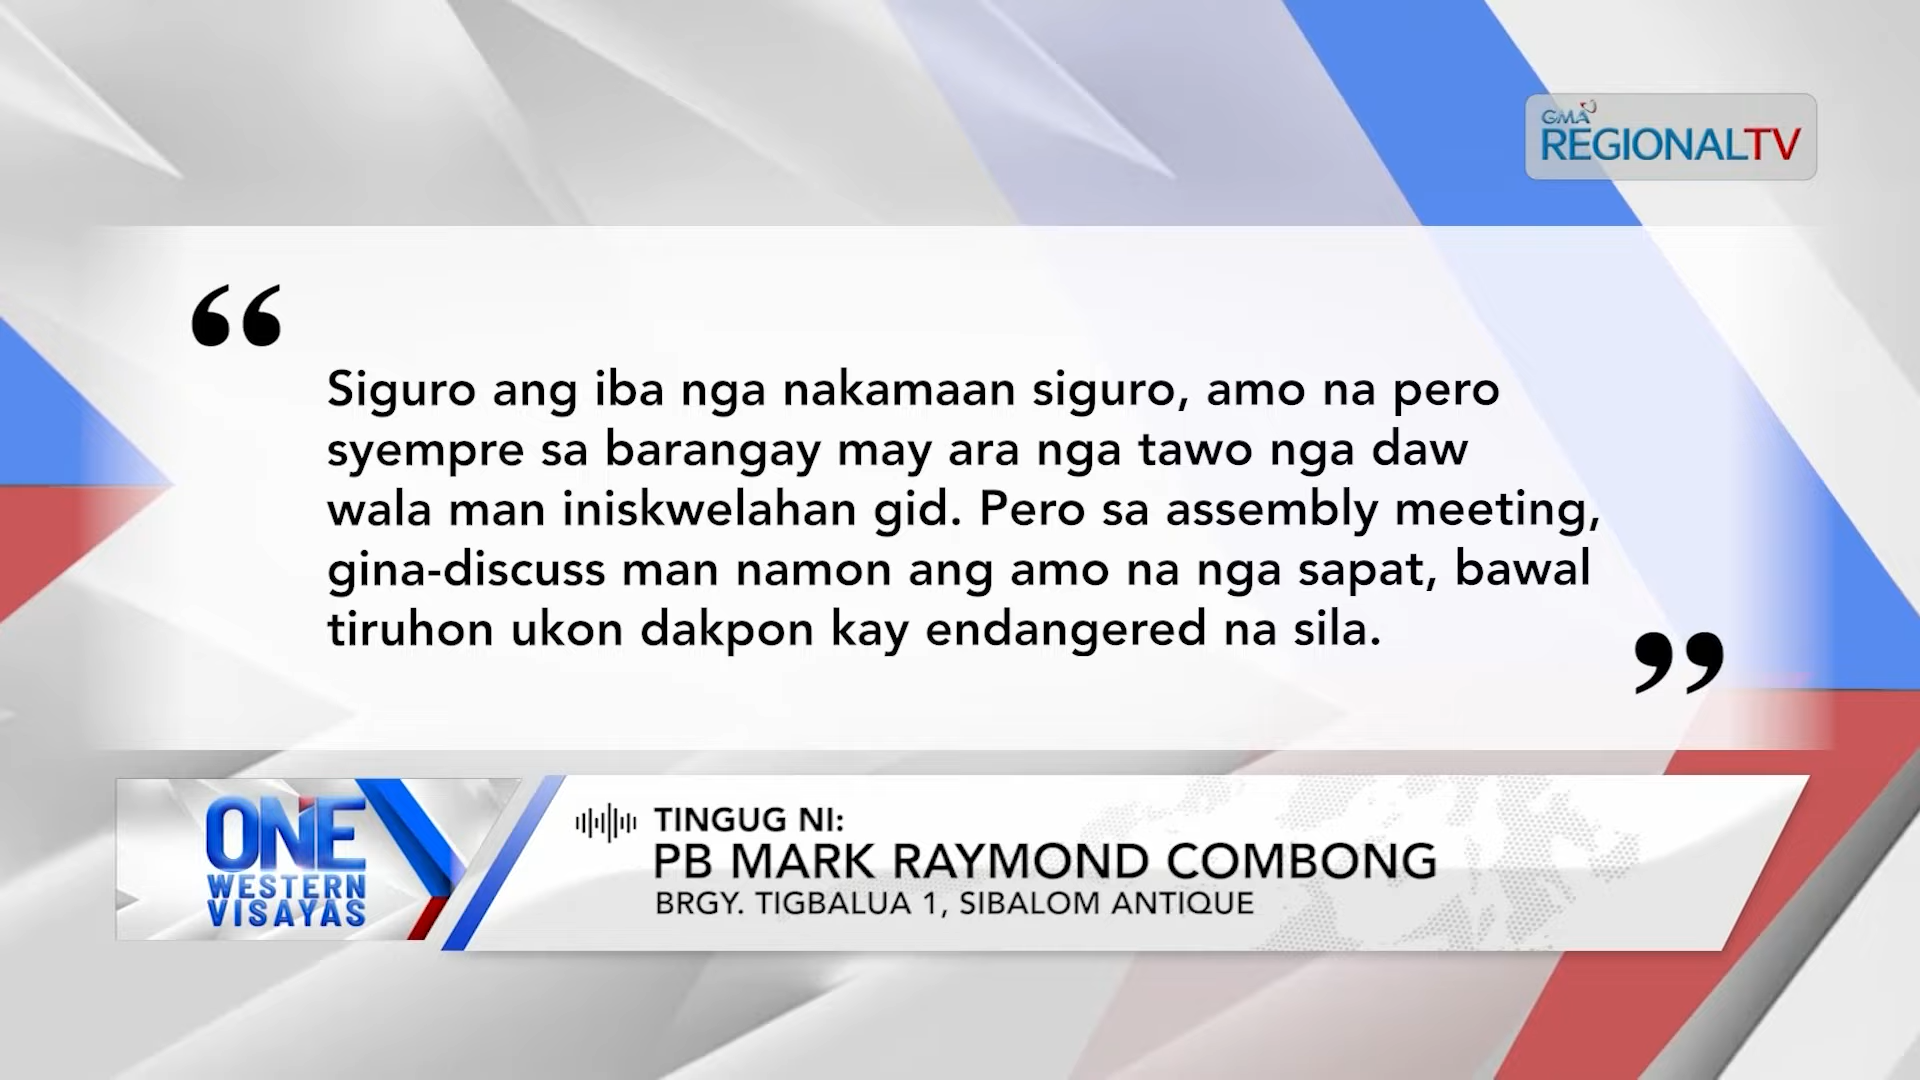 GMA
REGIONALTV
“
Siguro ang iba nga nakamaan siguro, amo na pero
syempre sa barangay may ara nga tawo nga daw
wala man iniskwelahan gid. Pero sa assembly meeting,
gina-discuss man namon ang amo na nga sapat, bawal
tiruhon ukon dakpon kay endangered na sila.
”
ONE
WESTERN
VISAYAS
TINGUG NI:
PB MARK RAYMOND COMBONG
BRGY. TIGBALUA 1, SIBALOM ANTIQUE